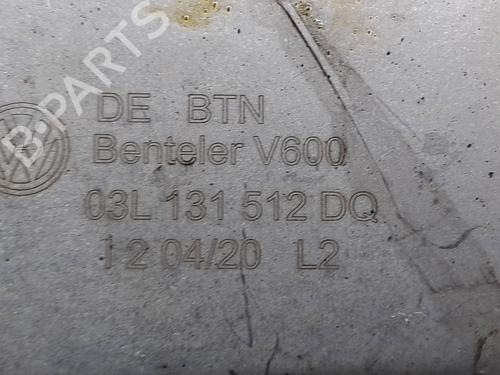 B-PARTS
DE BTN
Benteler V600
03L 131 512 DQ
1 2 04/20 L2